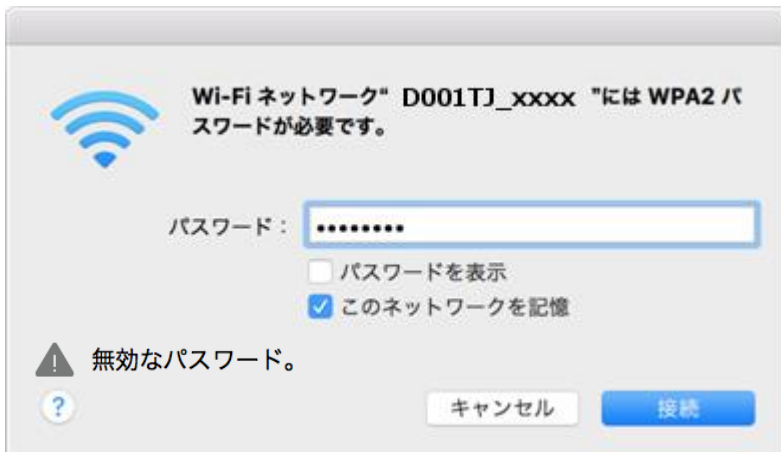 Wi-Fi ネットワーク“ D001TJ_xxxx ”には WPA2 パ
スワードが必要です。
パスワード： ••••••••
パスワードを表示
このネットワークを記憶
無効なパスワード。
? キャンセル 接続